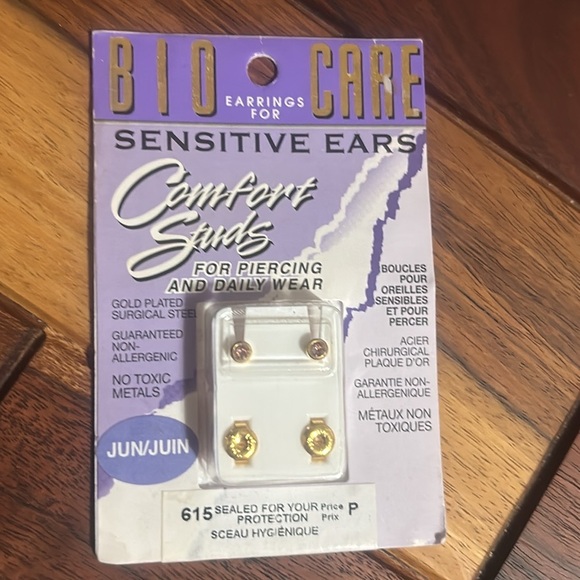 BIO CARE
EARRINGS
FOR
SENSITIVE EARS
Comfort
Studs
FOR PIERCING
AND DAILY WEAR
GOLD PLATED
SURGICAL STEEL
GUARANTEED
NON-
ALLERGENIC
NO TOXIC
METALS
JUN/JUIN
BOUCLES
POUR
OREILLES
SENSIBLES
ET POUR
PERCER
ACIER
CHIRURGICAL
PLAQUE D'OR
GARANTIE NON-
ALLERGENIQUE
MÉTAUX NON
TOXIQUES
615 SEALED FOR YOUR Price P
PROTECTION Prix
SCEAU HYGIÉNIQUE